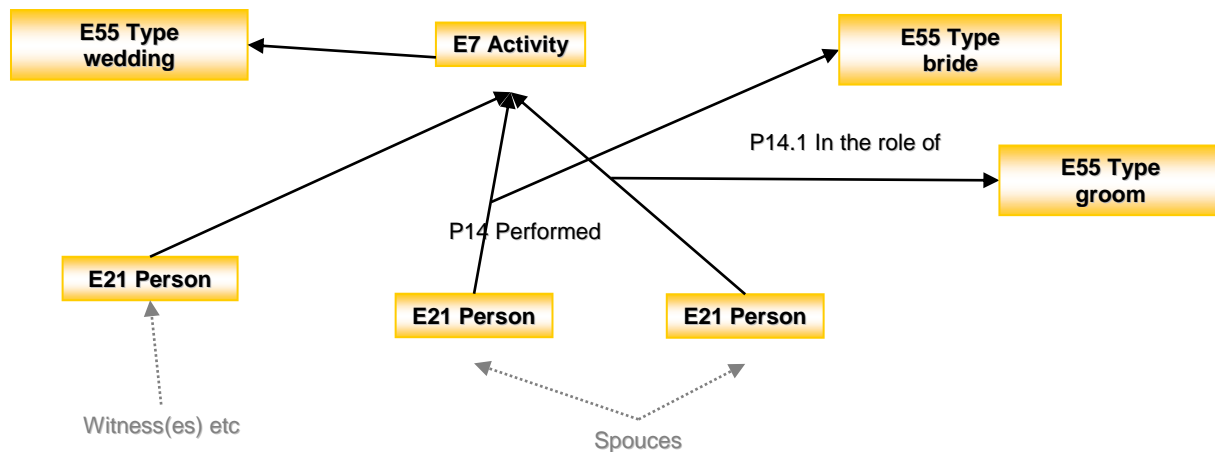 E55 Type
wedding
E7 Activity
E55 Type
bride
P14.1 In the role of
E55 Type
groom
P14 Performed
E21 Person
E21 Person
E21 Person
Witness(es) etc
Spouces